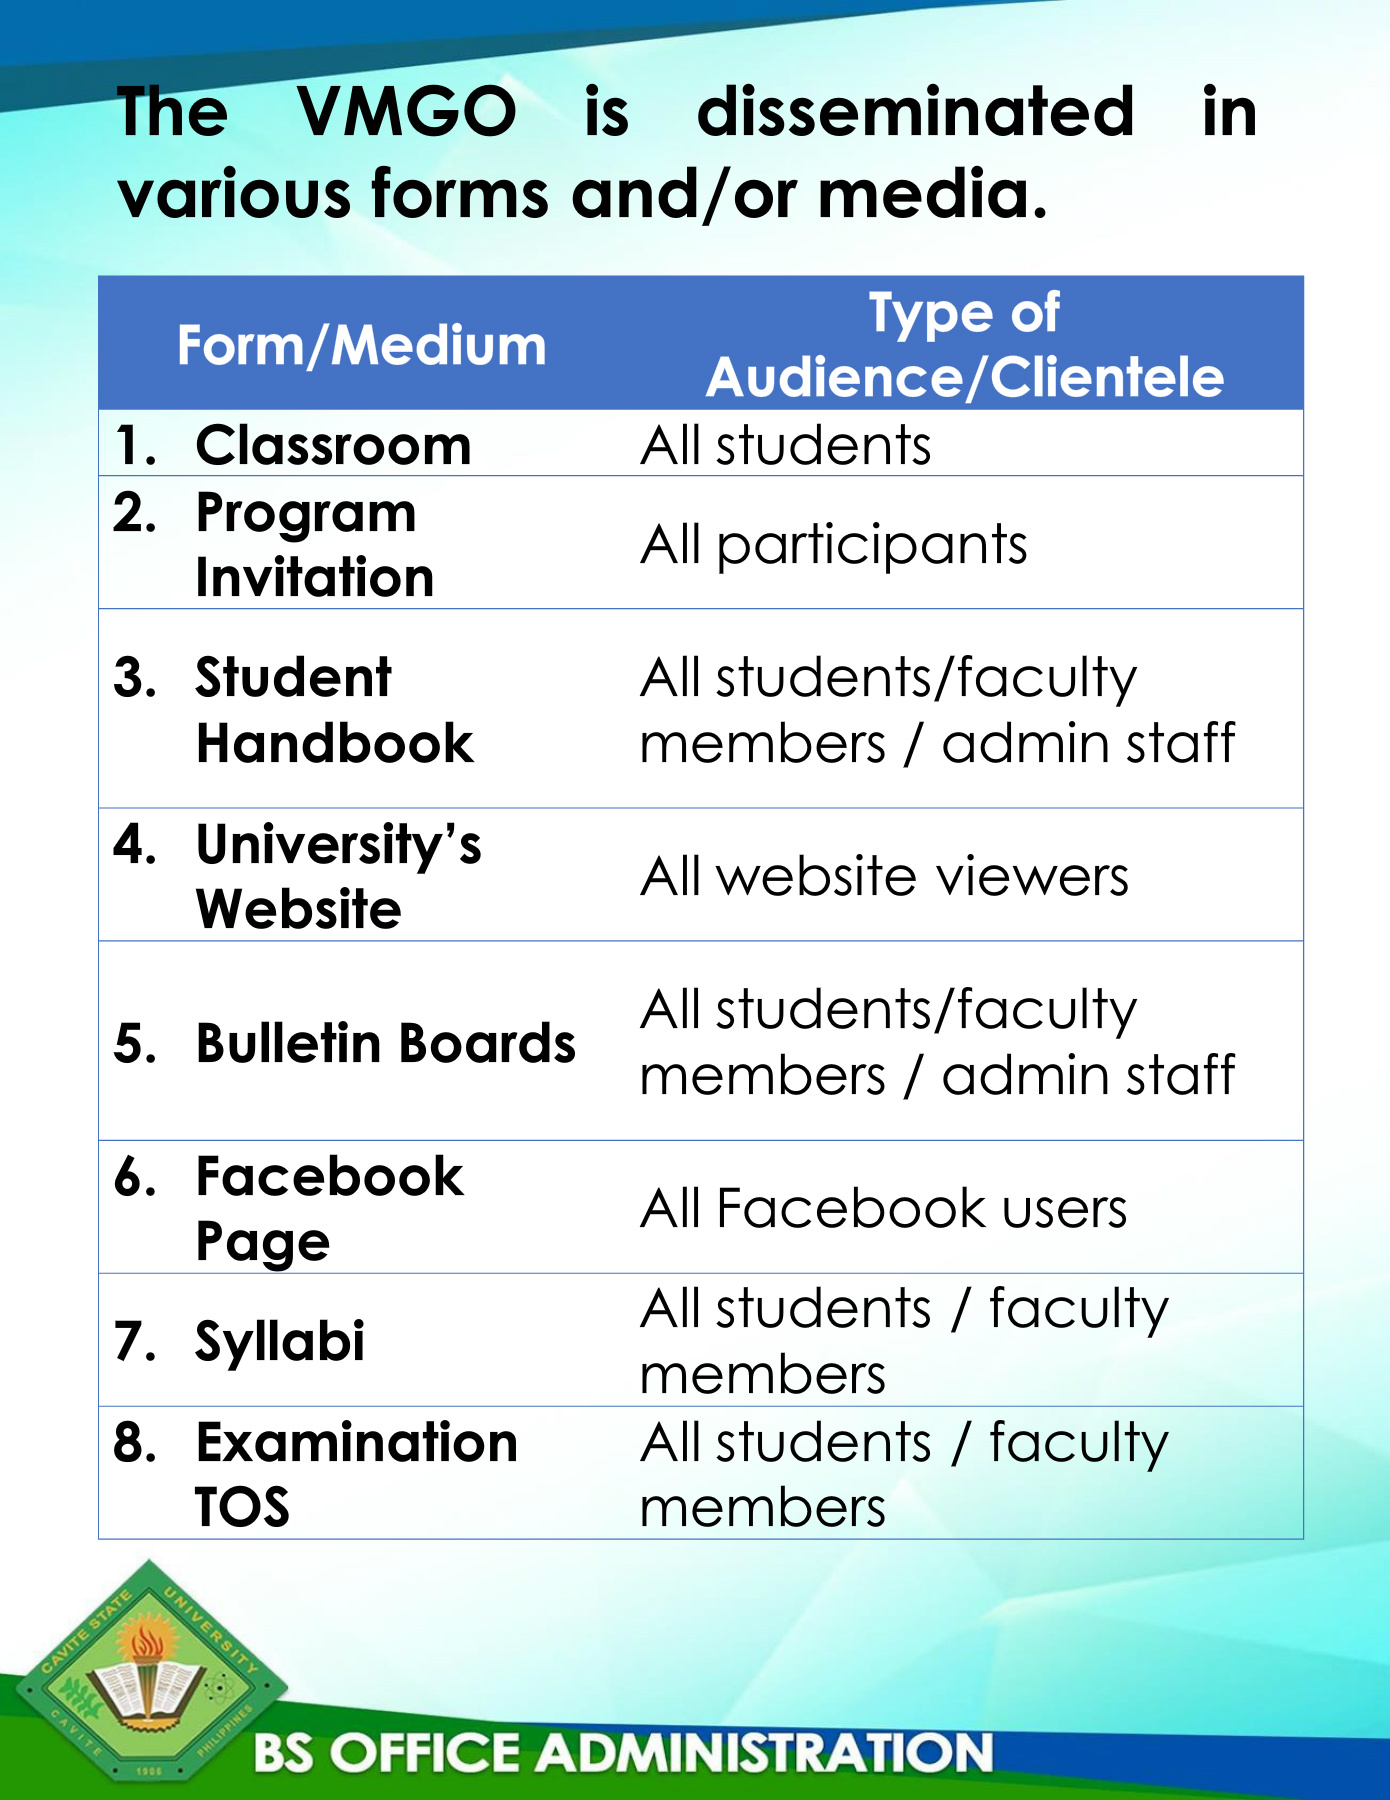 The VMGO is disseminated in
various forms and/or media.
Form/Medium
Type of
Audience/Clientele
1. Classroom
All students
2. Program
Invitation
All participants
3. Student
Handbook
All students/faculty
members / admin staff
4. University’s
Website
All website viewers
5. Bulletin Boards
All students/faculty
members / admin staff
6. Facebook
Page
All Facebook users
7. Syllabi
All students / faculty
members
8. Examination
TOS
All students / faculty
members
CAVITE STATE UNIVERSITY
CAVITE
PHILIPPINES
1906
BS OFFICE ADMINISTRATION